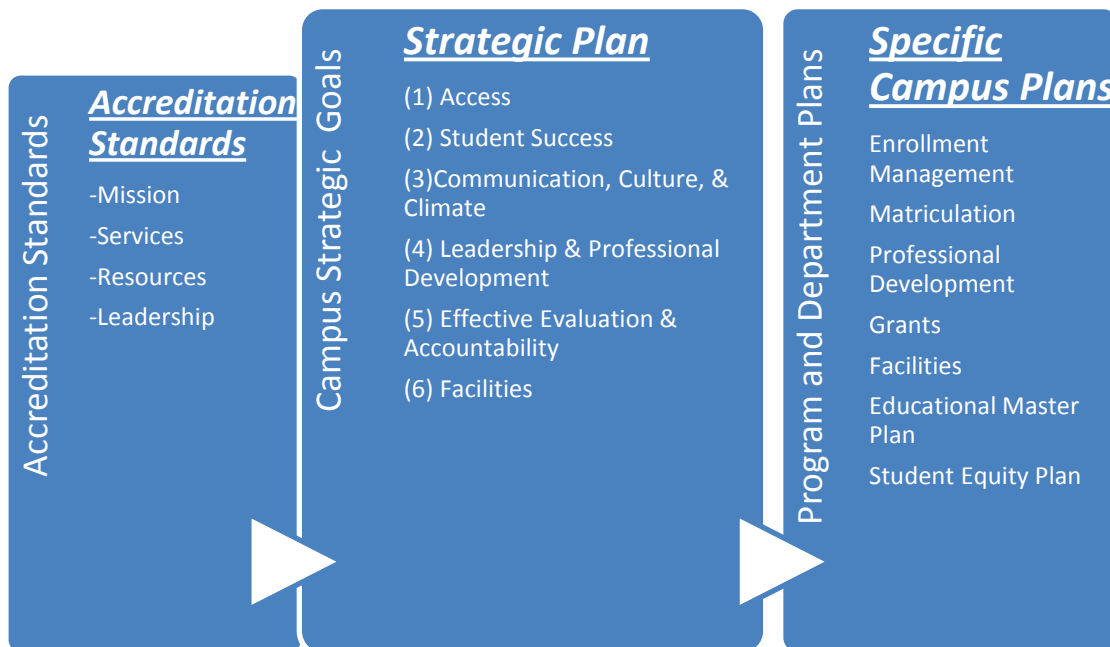 Accreditation Standards
Accreditation
Standards
-Mission
-Services
-Resources
-Leadership
Campus Strategic Goals
Strategic Plan
(1) Access
(2) Student Success
(3)Communication, Culture, &
Climate
(4) Leadership & Professional
Development
(5) Effective Evaluation &
Accountability
(6) Facilities
Program and Department Plans
Specific
Campus Plans
Enrollment
Management
Matriculation
Professional
Development
Grants
Facilities
Educational Master
Plan
Student Equity Plan